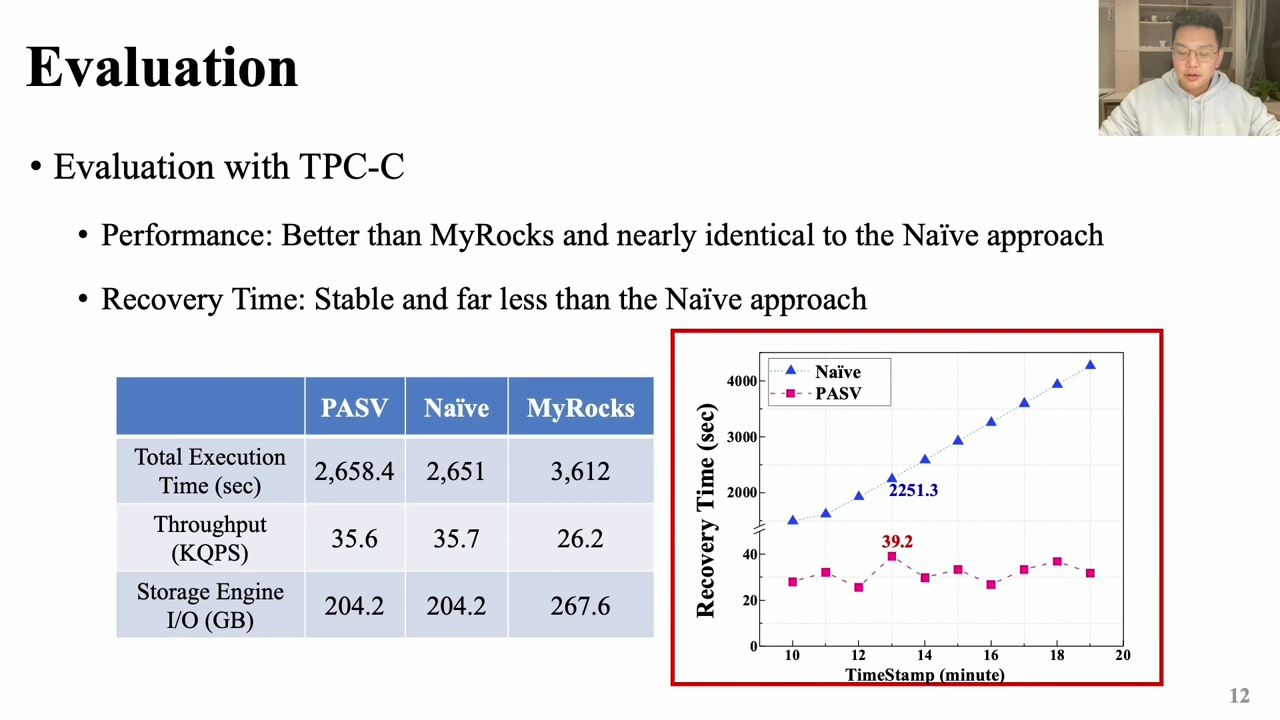 Evaluation
• Evaluation with TPC-C
• Performance: Better than MyRocks and nearly identical to the Naïve approach
• Recovery Time: Stable and far less than the Naïve approach
PASV Naïve MyRocks
Total Execution
Time (sec)
2,658.4 2,651 3,612
Throughput
(KQPS)
35.6 35.7 26.2
Storage Engine
I/O (GB)
204.2 204.2 267.6
Naïve
PASV
Recovery Time (sec)
4000
3000
2000
40
20
0
2251.3
39.2
10 12 14 16 18 20
TimeStamp (minute)
12